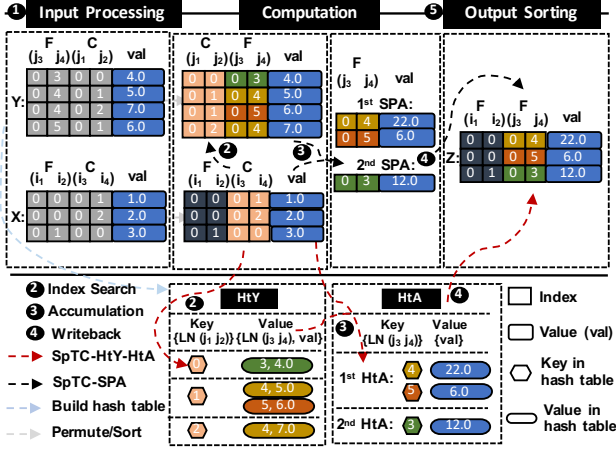 1 Input Processing
Computation
5 Output Sorting
F C
(j3 j4)(j1 j2) val
Y:
0 3 0 0 4.0
0 4 0 1 5.0
0 4 0 2 7.0
0 5 0 1 6.0
F C
(i1 i2)(i3 i4) val
X:
0 0 0 1 1.0
0 0 0 2 2.0
0 1 0 0 3.0
C F
(j1 j2)(j3 j4) val
0 0 0 3 4.0
0 1 0 4 5.0
0 1 0 5 6.0
0 2 0 4 7.0
2
3
F C
(i1 i2)(i3 i4) val
0 0 0 1 1.0
0 0 0 2 2.0
0 1 0 0 3.0
F
(j3 j4) val
1st SPA:
0 4 22.0
0 5 6.0
2nd SPA:
0 3 12.0
4
F F
(i1 i2)(j3 j4) val
Z:
0 0 0 4 22.0
0 0 0 5 6.0
0 1 0 3 12.0
2 Index Search
3 Accumulation
4 Writeback
SpTC-HtY-HtA
SpTC-SPA
Build hash table
Permute/Sort
2 HtY
Key Value
{LN (j1 j2)} {LN (j3 j4), val}
0 3, 4.0
1 4, 5.0
5, 6.0
2 4, 7.0
HtA 4
3
Key Value
{LN (j3 j4)} {val}
1st HtA: 4 22.0
5 6.0
2nd HtA: 3 12.0
Index
Value (val)
Key in
hash table
Value in
hash table